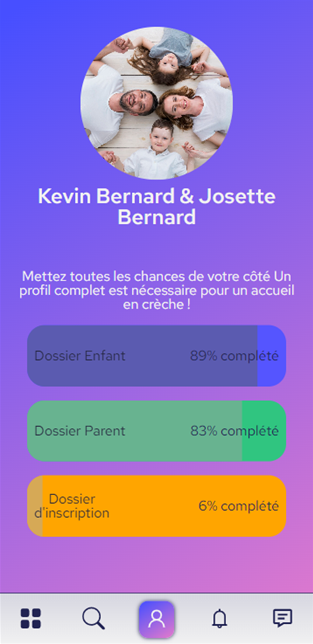 Kevin Bernard & Josette
Bernard
Mettez toutes les chances de votre côté Un
profil complet est nécessaire pour un accueil
en crèche !
Dossier Enfant 89% complété
Dossier Parent 83% complété
Dossier
d'inscription 6% complété